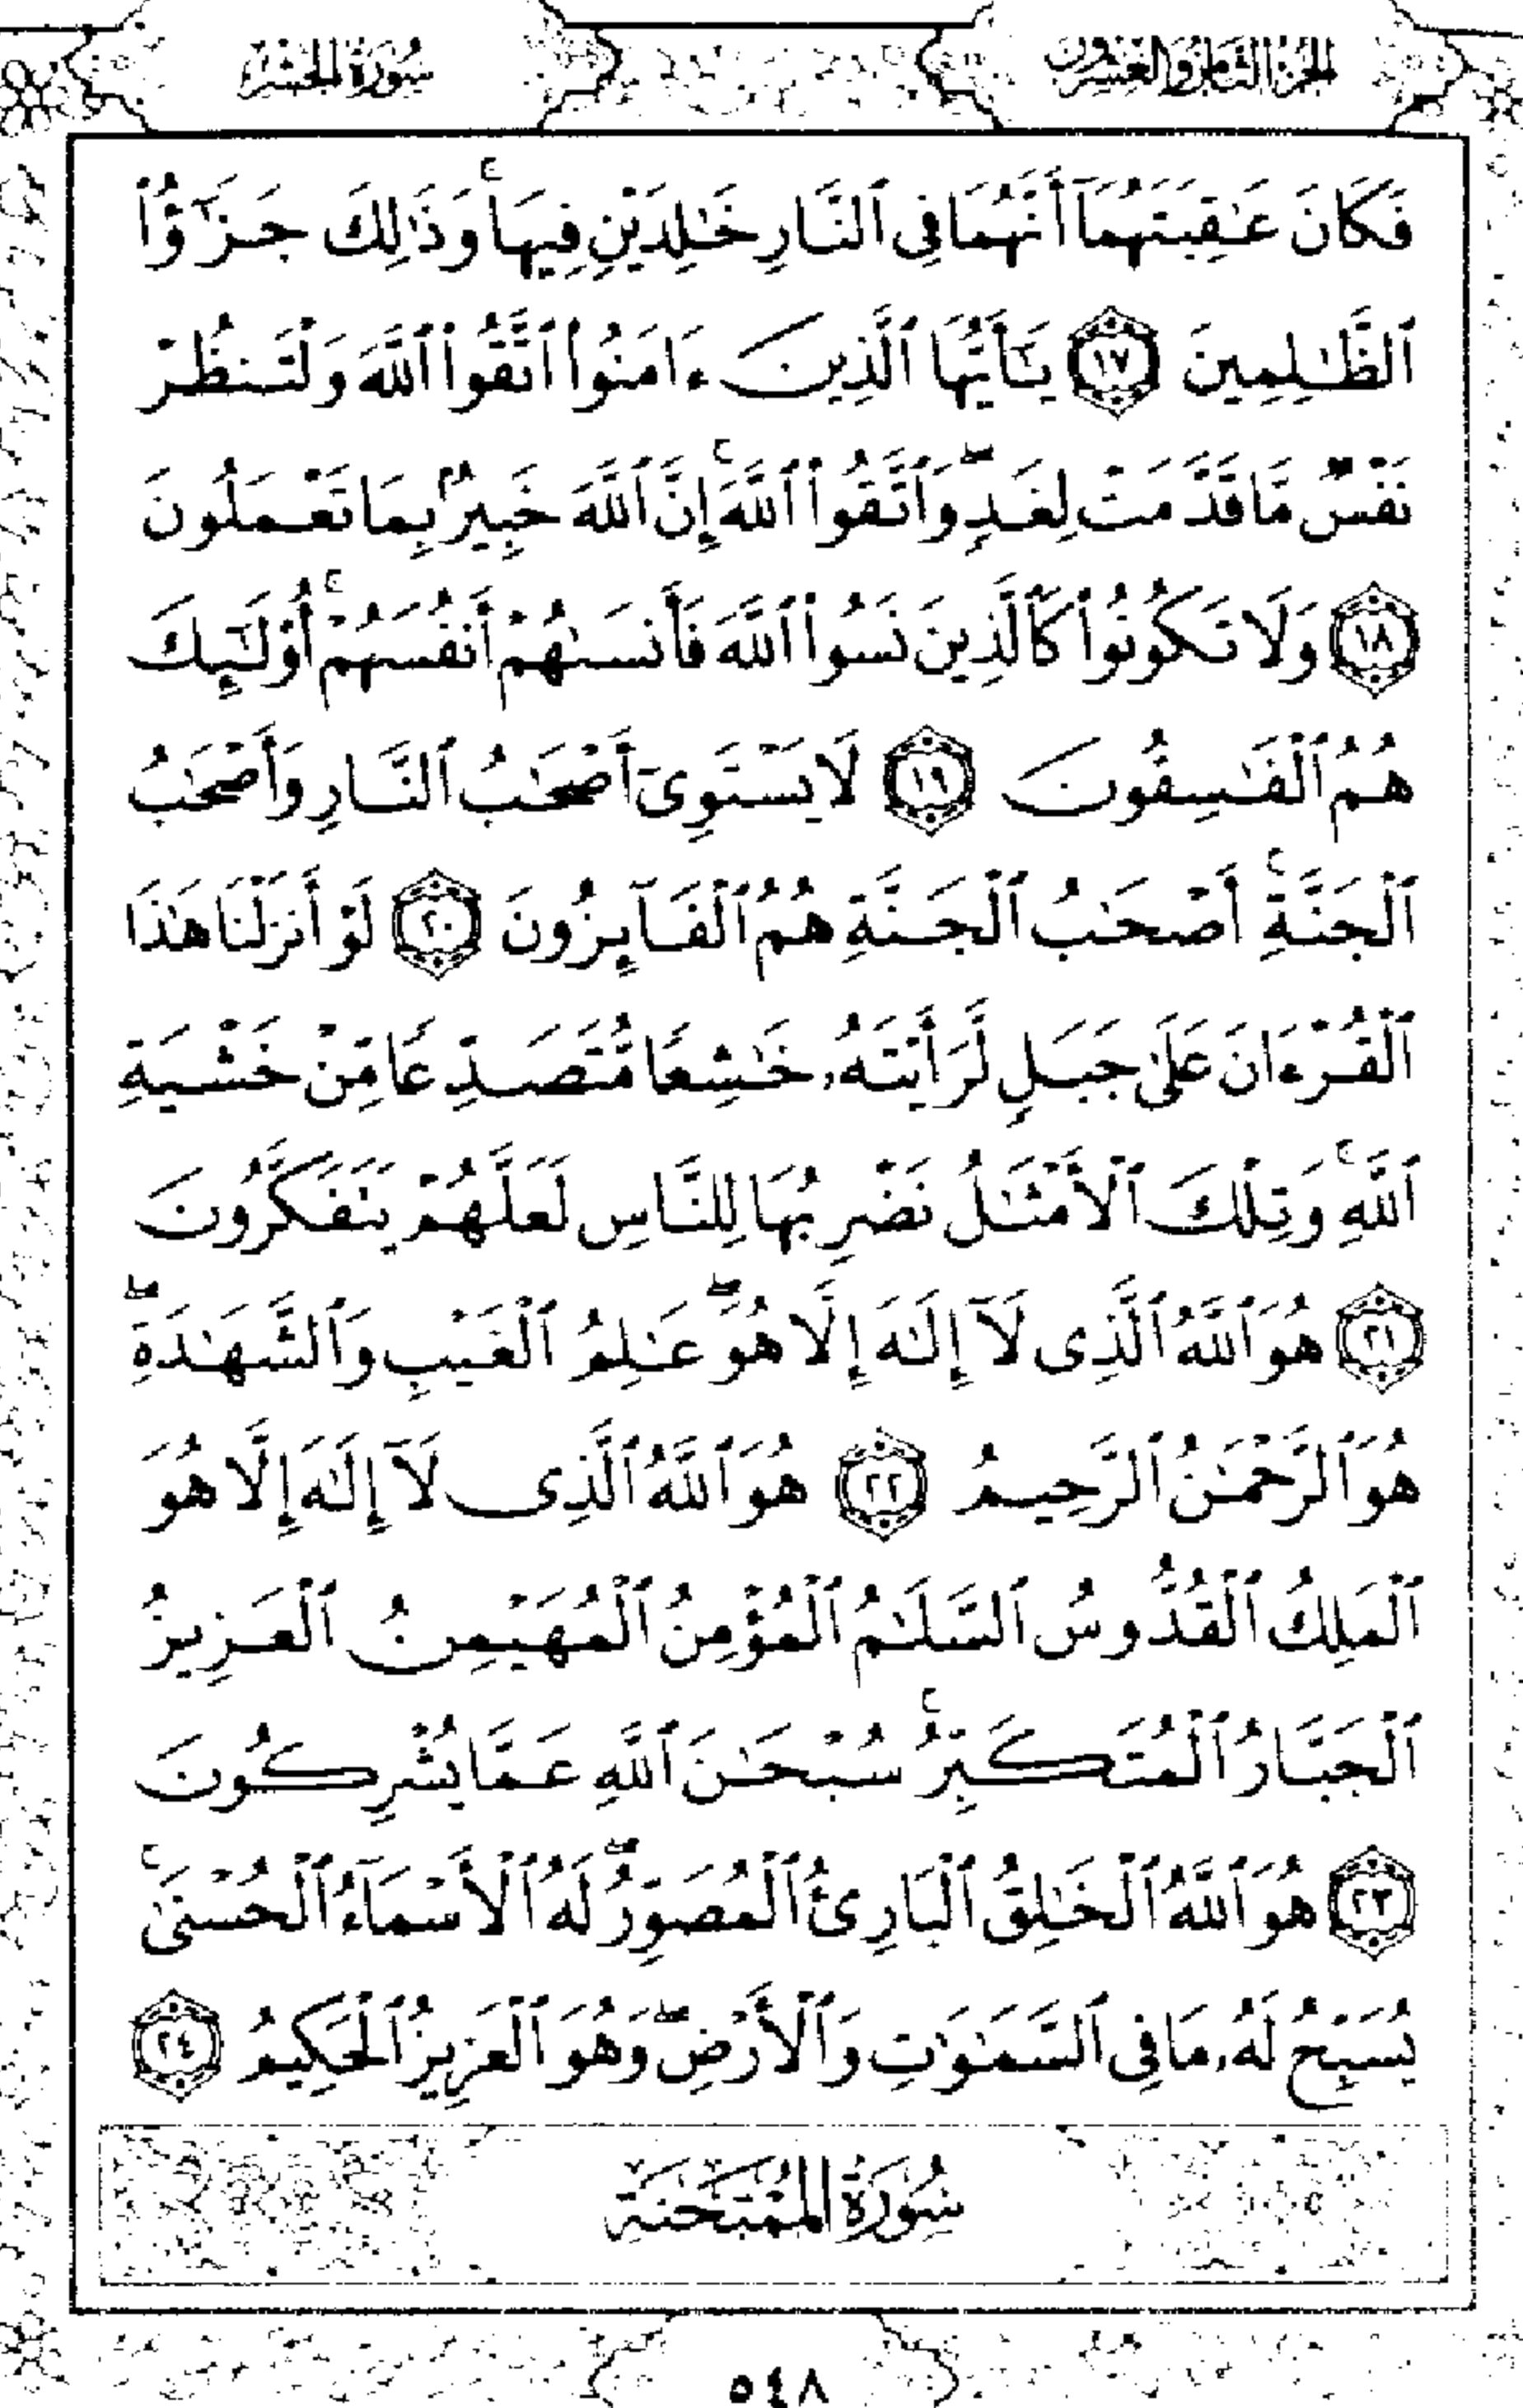 الجزء الثامن والعشرون
سورة الحشر
فَكَانَ عَٰقِبَتَهُمَآ أَنَّهُمَا فِى ٱلنَّارِ خَٰلِدَيْنِ فِيهَا ۚ وَذَٰلِكَ جَزَٰٓؤُا۟
ٱلظَّٰلِمِينَ ١٧ يَٰٓأَيُّهَا ٱلَّذِينَ ءَامَنُوا۟ ٱتَّقُوا۟ ٱللَّهَ وَلْتَنظُرْ
نَفْسٌ مَّا قَدَّمَتْ لِغَدٍ ۖ وَٱتَّقُوا۟ ٱللَّهَ ۚ إِنَّ ٱللَّهَ خَبِيرٌۢ بِمَا تَعْمَلُونَ
١٨ وَلَا تَكُونُوا۟ كَٱلَّذِينَ نَسُوا۟ ٱللَّهَ فَأَنسَىٰهُمْ أَنفُسَهُمْ ۚ أُو۟لَٰٓئِكَ
هُمُ ٱلْفَٰسِقُونَ ١٩ لَا يَسْتَوِىٓ أَصْحَٰبُ ٱلنَّارِ وَأَصْحَٰبُ
ٱلْجَنَّةِ ۚ أَصْحَٰبُ ٱلْجَنَّةِ هُمُ ٱلْفَآئِزُونَ ٢٠ لَوْ أَنزَلْنَا هَٰذَا
ٱلْقُرْءَانَ عَلَىٰ جَبَلٍ لَّرَأَيْتَهُۥ خَٰشِعًا مُّتَصَدِّعًا مِّنْ خَشْيَةِ
ٱللَّهِ ۚ وَتِلْكَ ٱلْأَمْثَٰلُ نَضْرِبُهَا لِلنَّاسِ لَعَلَّهُمْ يَتَفَكَّرُونَ
٢١ هُوَ ٱللَّهُ ٱلَّذِى لَآ إِلَٰهَ إِلَّا هُوَ ۖ عَٰلِمُ ٱلْغَيْبِ وَٱلشَّهَٰدَةِ ۖ
هُوَ ٱلرَّحْمَٰنُ ٱلرَّحِيمُ ٢٢ هُوَ ٱللَّهُ ٱلَّذِى لَآ إِلَٰهَ إِلَّا هُوَ
ٱلْمَلِكُ ٱلْقُدُّوسُ ٱلسَّلَٰمُ ٱلْمُؤْمِنُ ٱلْمُهَيْمِنُ ٱلْعَزِيزُ
ٱلْجَبَّارُ ٱلْمُتَكَبِّرُ ۚ سُبْحَٰنَ ٱللَّهِ عَمَّا يُشْرِكُونَ
٢٣ هُوَ ٱللَّهُ ٱلْخَٰلِقُ ٱلْبَارِئُ ٱلْمُصَوِّرُ ۖ لَهُ ٱلْأَسْمَآءُ ٱلْحُسْنَىٰ ۚ
يُسَبِّحُ لَهُۥ مَا فِى ٱلسَّمَٰوَٰتِ وَٱلْأَرْضِ ۖ وَهُوَ ٱلْعَزِيزُ ٱلْحَكِيمُ ٢٤
سُورَةُ المُمْتَحنَة
٥٤٨